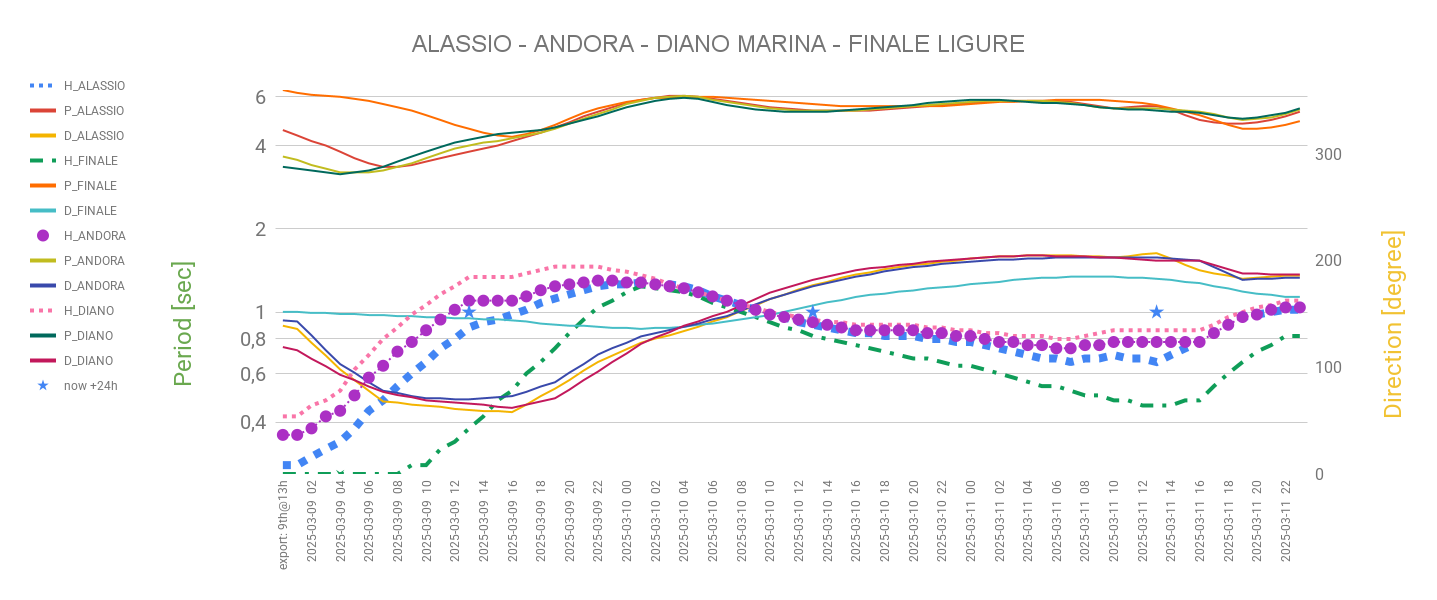 ALASSIO - ANDORA - DIANO MARINA - FINALE LIGURE
H_ALASSIO
P_ALASSIO
D_ALASSIO
H_FINALE
P_FINALE
D_FINALE
H_ANDORA
P_ANDORA
D_ANDORA
H_DIANO
P_DIANO
D_DIANO
now +24h
Period [sec]
6
4
2
1
0,8
0,6
0,4
300
200
100
0
Direction [degree]
export: 9th@13h
2025-03-09 02
2025-03-09 04
2025-03-09 06
2025-03-09 08
2025-03-09 10
2025-03-09 12
2025-03-09 14
2025-03-09 16
2025-03-09 18
2025-03-09 20
2025-03-09 22
2025-03-10 00
2025-03-10 02
2025-03-10 04
2025-03-10 06
2025-03-10 08
2025-03-10 10
2025-03-10 12
2025-03-10 14
2025-03-10 16
2025-03-10 18
2025-03-10 20
2025-03-10 22
2025-03-11 00
2025-03-11 02
2025-03-11 04
2025-03-11 06
2025-03-11 08
2025-03-11 10
2025-03-11 12
2025-03-11 14
2025-03-11 16
2025-03-11 18
2025-03-11 20
2025-03-11 22